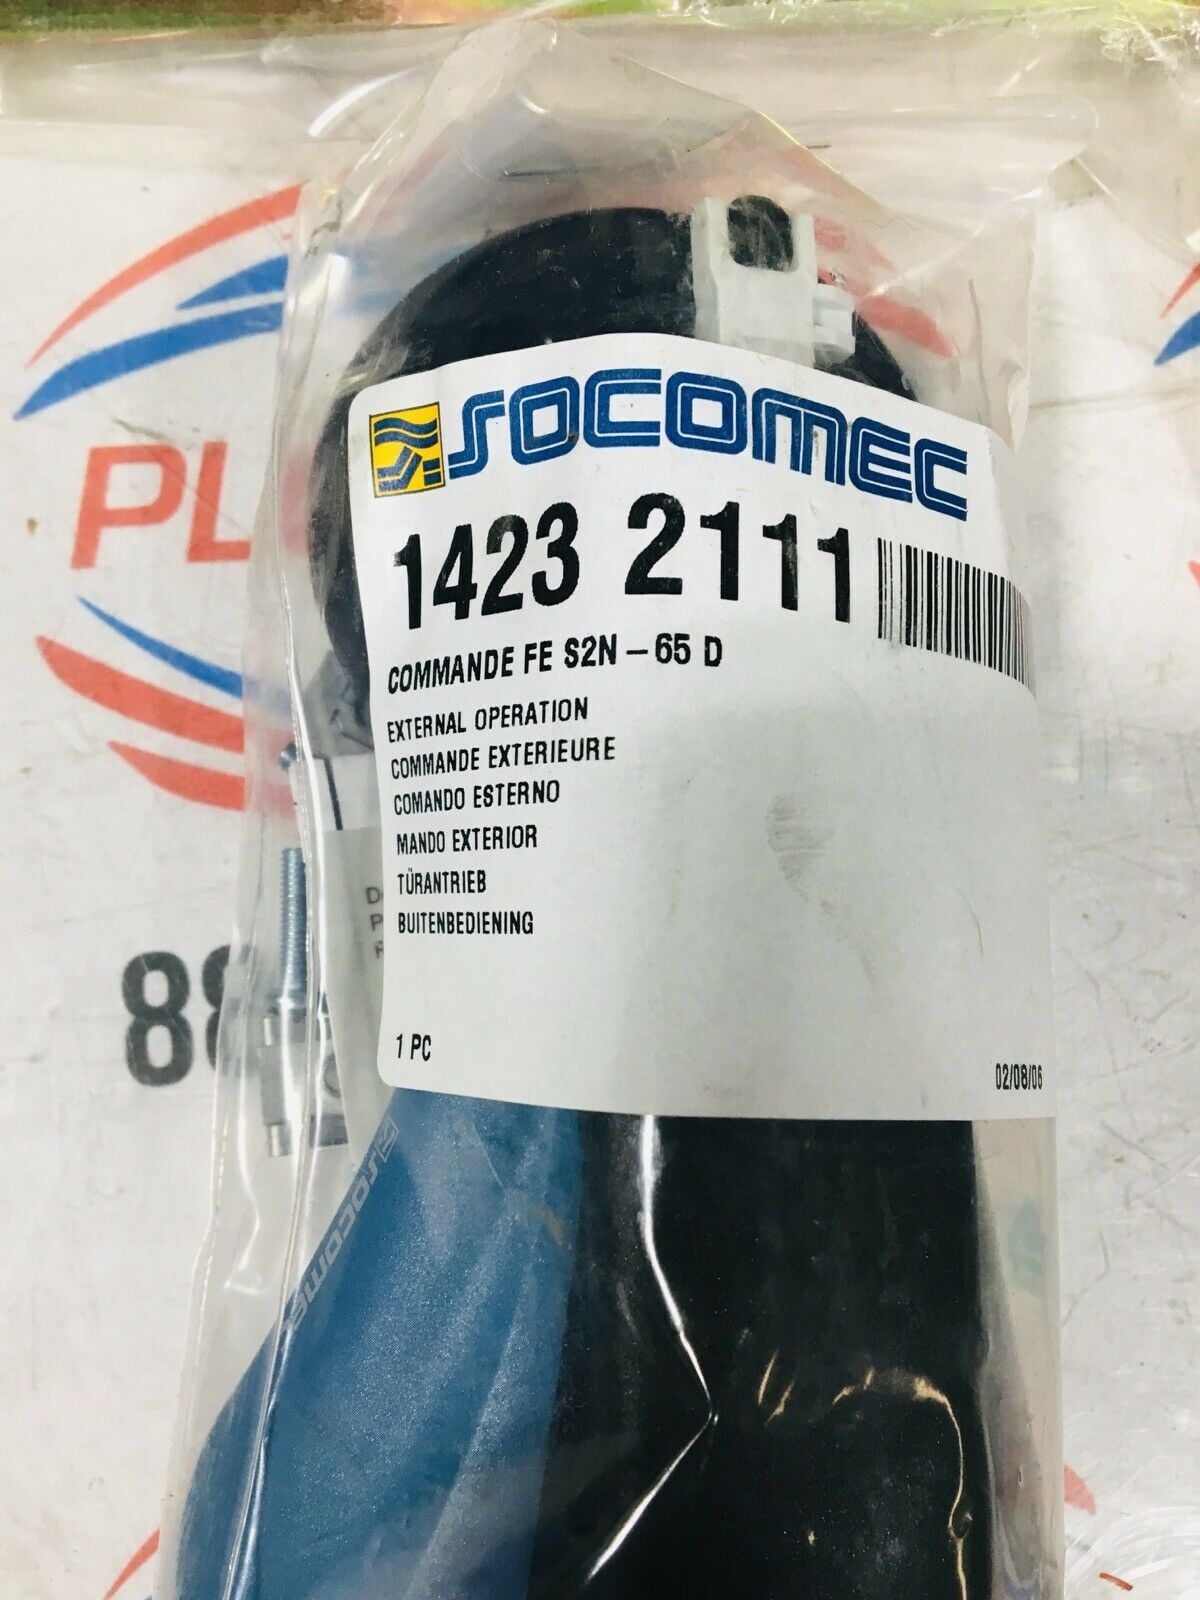 SOCOMEC
1423 2111
COMMANDE FE S2N – 65 D
EXTERNAL OPERATION
COMMANDE EXTERIEURE
COMANDO ESTERNO
MANDO EXTERIOR
TÜRANTRIEB
BUITENBEDIENING
1 PC
02/08/06
SOCOMEC
PL
88